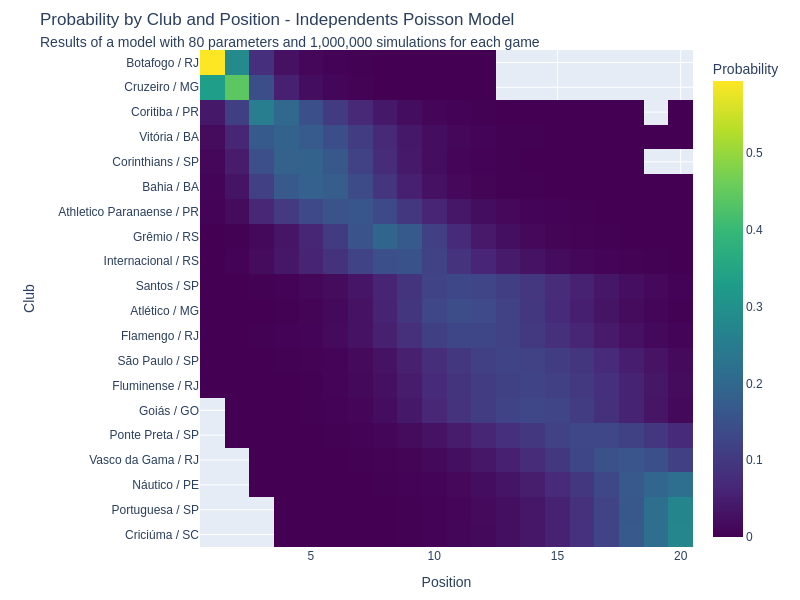 Probability by Club and Position - Independents Poisson Model
Results of a model with 80 parameters and 1,000,000 simulations for each game
Probability
Botafogo / RJ
Cruzeiro / MG
Coritiba / PR
Vitória / BA
Corinthians / SP
Bahia / BA
Athletico Paranaense / PR
Grêmio / RS
Internacional / RS
Santos / SP
Atlético / MG
Flamengo / RJ
São Paulo / SP
Fluminense / RJ
Goiás / GO
Ponte Preta / SP
Vasco da Gama / RJ
Náutico / PE
Portuguesa / SP
Criciúma / SC
Club
5
10
15
20
Position
0.5
0.4
0.3
0.2
0.1
0